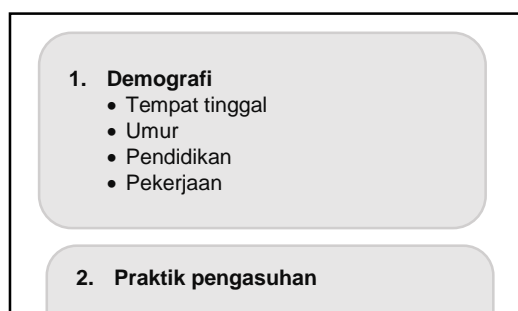 1. Demografi
• Tempat tinggal
• Umur
• Pendidikan
• Pekerjaan
2. Praktik pengasuhan